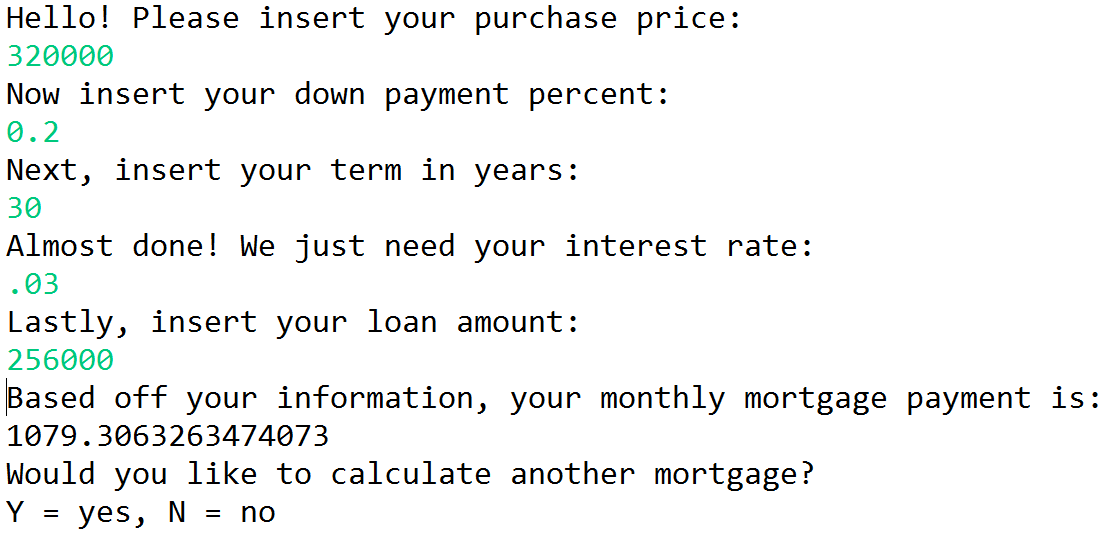 Hello! Please insert your purchase price:
320000
Now insert your down payment percent:
0.2
Next, insert your term in years:
30
Almost done! We just need your interest rate:
.03
Lastly, insert your loan amount:
256000
Based off your information, your monthly mortgage payment is:
1079.3063263474073
Would you like to calculate another mortgage?
Y = yes, N = no